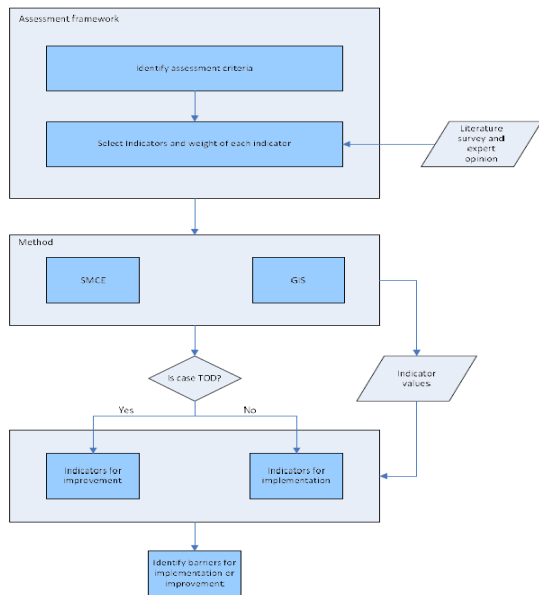 Assessment framework
Identify assessment criteria
Select Indicators and weight of each indicator
Literature
survey and
expert
opinion
Method
SMCE
GIS
Is case TOD?
Indicator
values
Yes
No
Indicators for
improvement
Indicators for
implementation
Identify barriers for
implementation or
improvement